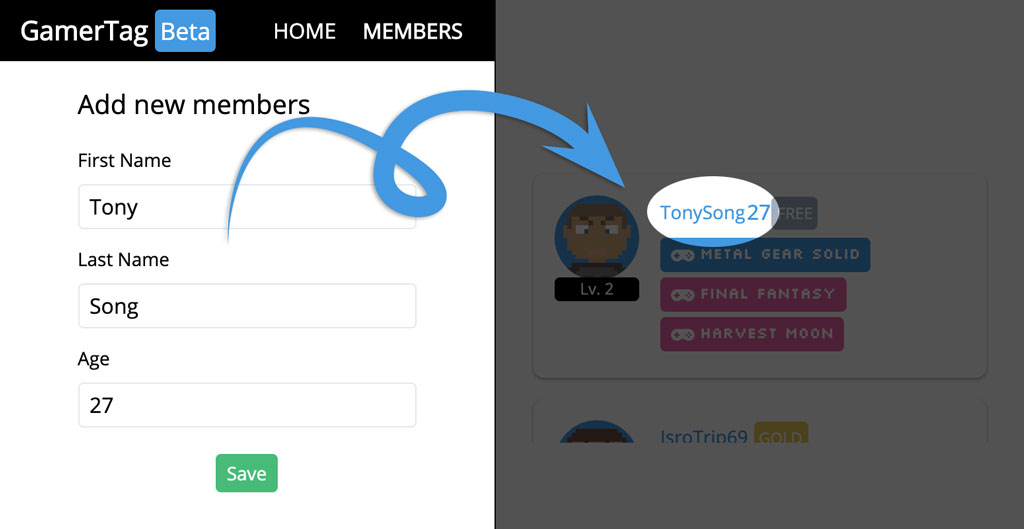 GamerTag Beta HOME MEMBERS
Add new members
First Name
Tony
Last Name
Song
Age
27
Save
TonySong27 FREE
METAL GEAR SOLID
FINAL FANTASY
HARVEST MOON
Lv. 2
IsroTrip69 GOLD